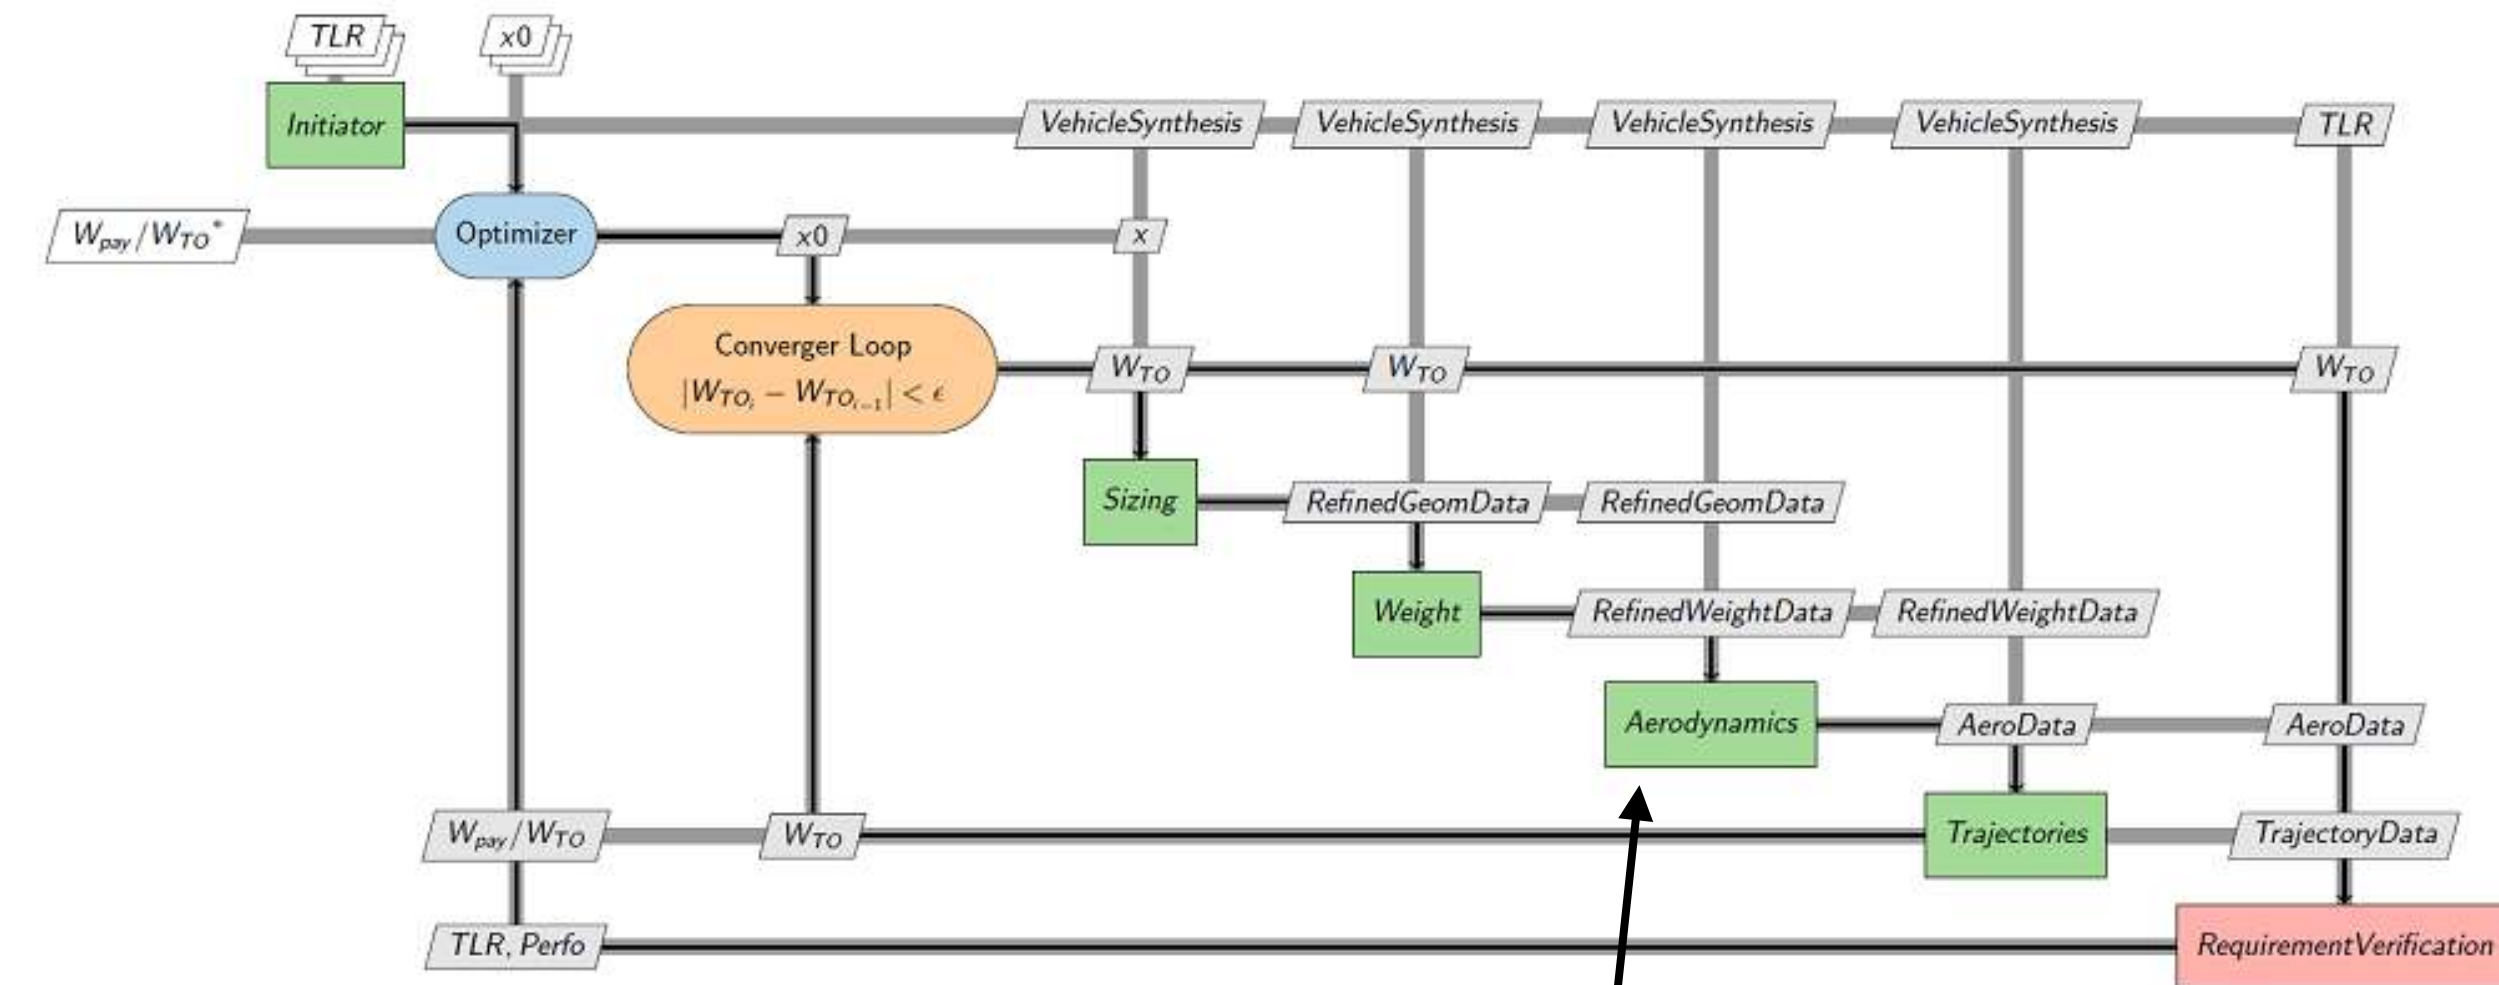 TLR
x0
Initiator
VehicleSynthesis
VehicleSynthesis
VehicleSynthesis
VehicleSynthesis
TLR
W_pay/W_TO*
Optimizer
x0
x
Converger Loop
|W_TO_i − W_TO_i−1| < ϵ
W_TO
W_TO
W_TO
Sizing
RefinedGeomData
RefinedGeomData
Weight
RefinedWeightData
RefinedWeightData
Aerodynamics
AeroData
AeroData
W_pay/W_TO
W_TO
Trajectories
TrajectoryData
TLR, Perfo
RequirementVerification